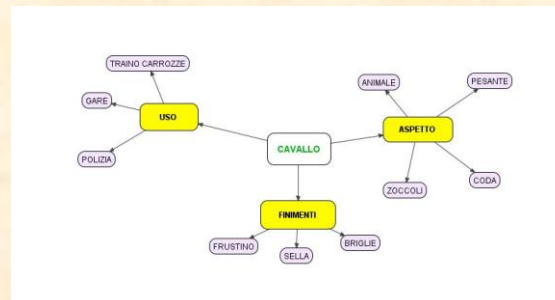 TRAINO CARROZZE
GARE
USO
POLIZIA
CAVALLO
ANIMALE
PESANTE
ASPETTO
ZOCCOLI
CODA
FINIMENTI
FRUSTINO
SELLA
BRIGLIE